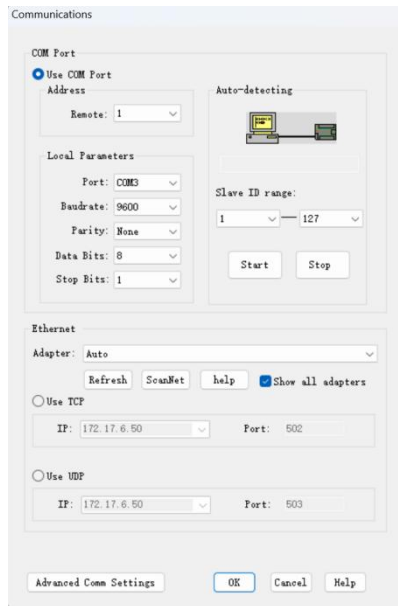 Communications
COM Port
Use COM Port
Address
Remote: 1
Local Parameters
Port: COM3
Baudrate: 9600
Parity: None
Data Bits: 8
Stop Bits: 1
Auto-detecting
Slave ID range:
1 — 127
Start Stop
Ethernet
Adapter: Auto
Refresh ScanNet help Show all adapters
Use TCP
IP: 172.17.6.50 Port: 502
Use UDP
IP: 172.17.6.50 Port: 503
Advanced Comm Settings OK Cancel Help